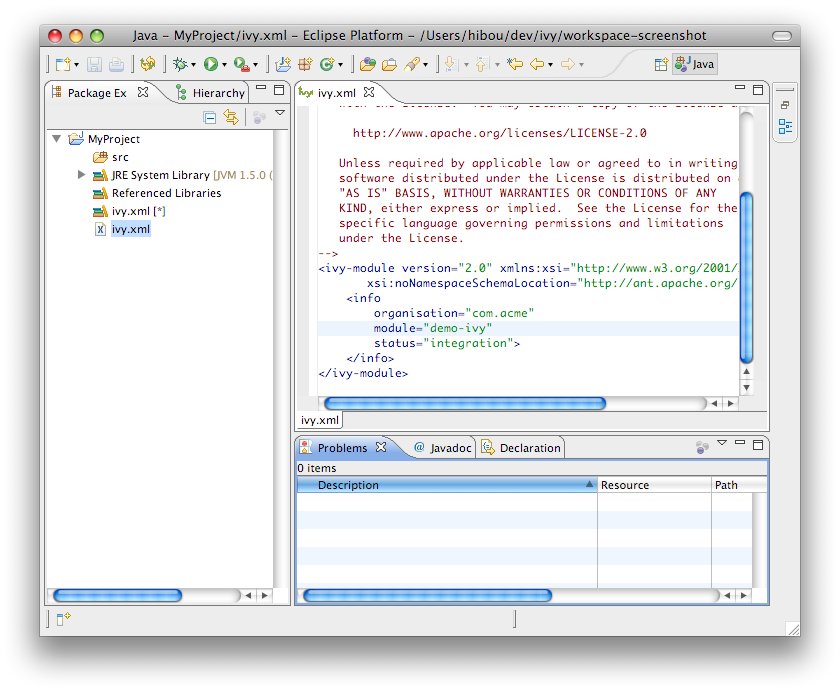 Java – MyProject/ivy.xml – Eclipse Platform – /Users/hibou/dev/ivy/workspace-screenshot
Java
Package Ex
Hierarchy
MyProject
src
JRE System Library [JVM 1.5.0 (
Referenced Libraries
ivy.xml [*]
ivy.xml
ivy.xml
http://www.apache.org/licenses/LICENSE-2.0
Unless required by applicable law or agreed to in writing
software distributed under the License is distributed on
"AS IS" BASIS, WITHOUT WARRANTIES OR CONDITIONS OF ANY
KIND, either express or implied.  See the License for the
specific language governing permissions and limitations
under the License.
-->
<ivy-module version="2.0" xmlns:xsi="http://www.w3.org/2001/
xsi:noNamespaceSchemaLocation="http://ant.apache.org/
<info
organisation="com.acme"
module="demo-ivy"
status="integration">
</info>
</ivy-module>
ivy.xml
Problems
@ Javadoc
Declaration
0 items
Description
Resource
Path